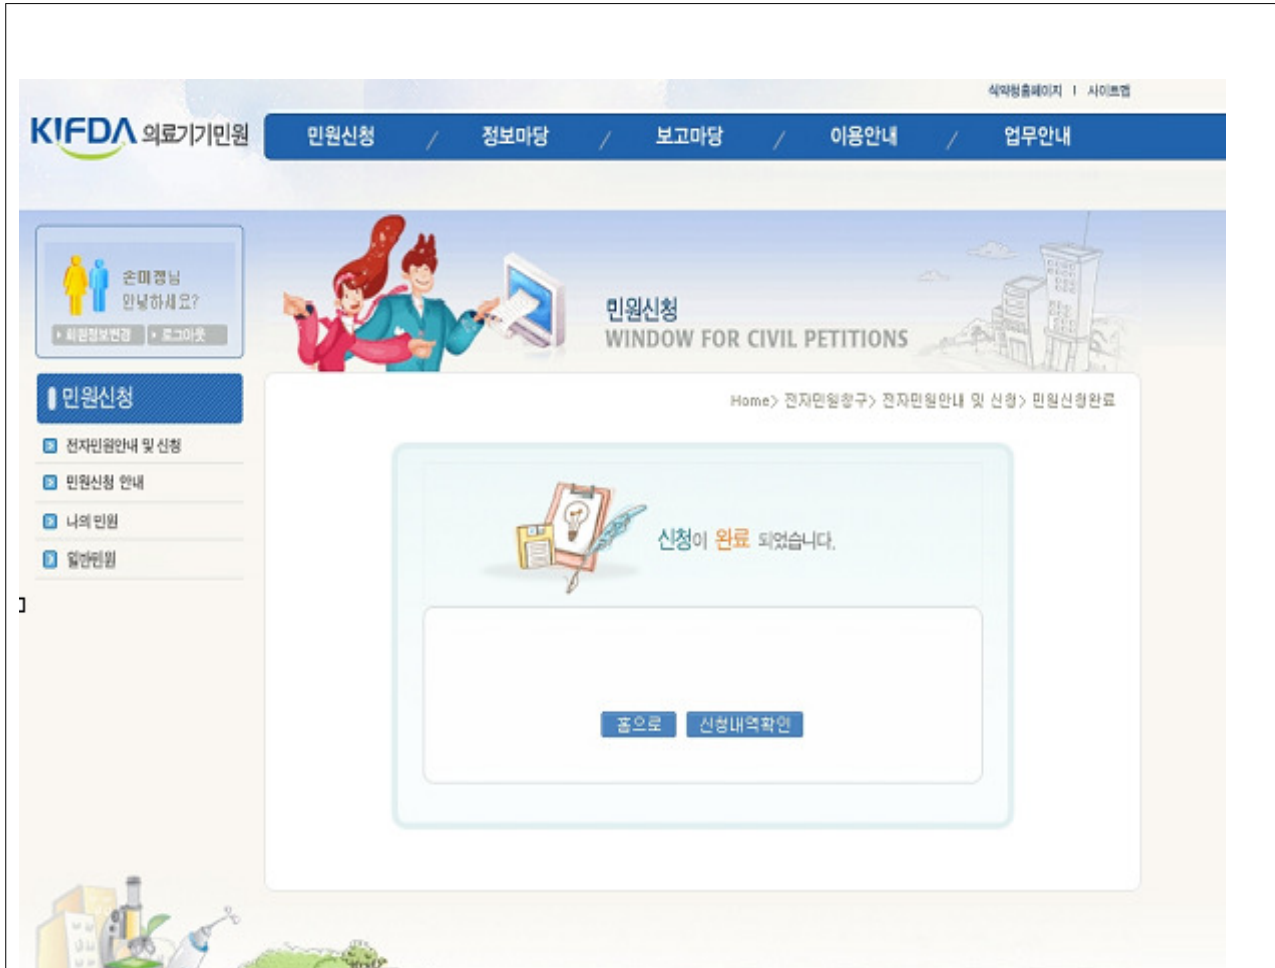 식약청홈페이지 | 사이트맵
KIFDA 의료기기민원
민원신청 / 정보마당 / 보고마당 / 이용안내 / 업무안내
손미정님
안녕하세요?
회원정보변경 로그아웃
민원신청
WINDOW FOR CIVIL PETITIONS
민원신청
Home> 전자민원창구> 전자민원안내 및 신청> 민원신청완료
전자민원안내 및 신청
민원신청 안내
나의 민원
일반민원
신청이 완료 되었습니다.
홈으로 신청내역확인